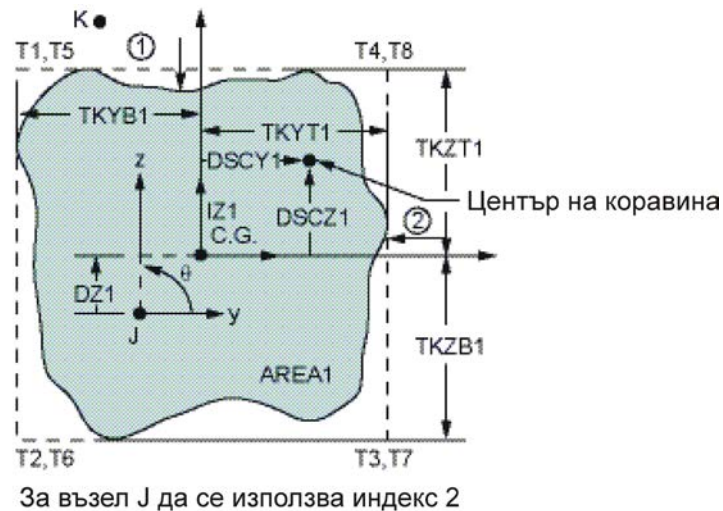 K
T1,T5
1
T4,T8
TKYB1
TKYT1
TKZT1
z
DSCY1
Център на коравина
IZ1
DSCZ1
2
C.G.
DZ1
θ
J
y
TKZB1
AREA1
T2,T6
T3,T7
За възел J да се използва индекс 2